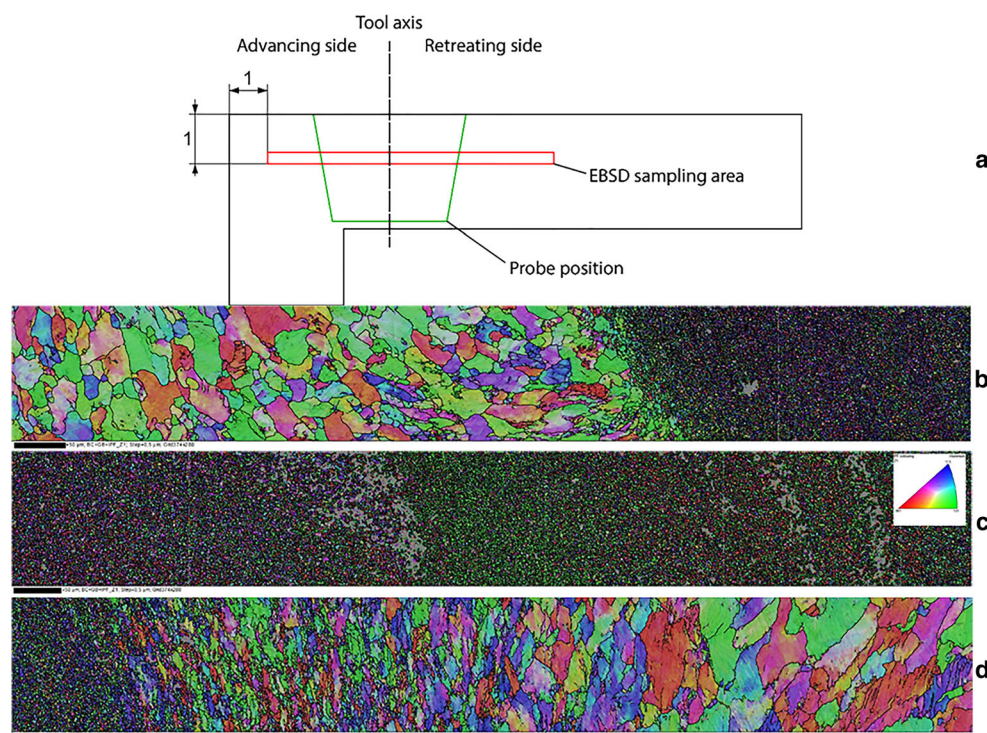 Tool axis
Advancing side
Retreating side
1
1
a
EBSD sampling area
Probe position
b
c
d